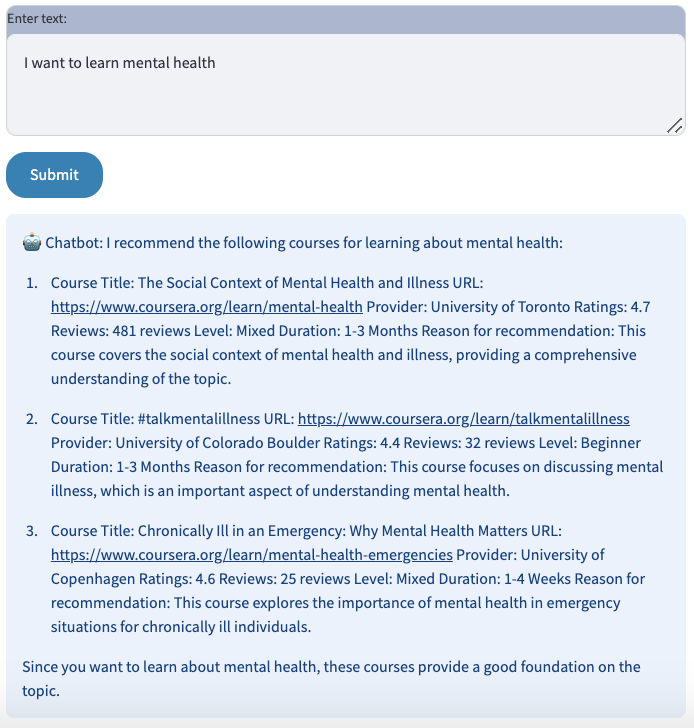 Enter text:
I want to learn mental health
Submit
🤖 Chatbot: I recommend the following courses for learning about mental health:
1. Course Title: The Social Context of Mental Health and Illness URL:
https://www.coursera.org/learn/mental-health Provider: University of Toronto Ratings: 4.7
Reviews: 481 reviews Level: Mixed Duration: 1-3 Months Reason for recommendation: This
course covers the social context of mental health and illness, providing a comprehensive
understanding of the topic.
2. Course Title: #talkmentalillness URL: https://www.coursera.org/learn/talkmentalillness
Provider: University of Colorado Boulder Ratings: 4.4 Reviews: 32 reviews Level: Beginner
Duration: 1-3 Months Reason for recommendation: This course focuses on discussing mental
illness, which is an important aspect of understanding mental health.
3. Course Title: Chronically Ill in an Emergency: Why Mental Health Matters URL:
https://www.coursera.org/learn/mental-health-emergencies Provider: University of
Copenhagen Ratings: 4.6 Reviews: 25 reviews Level: Mixed Duration: 1-4 Weeks Reason for
recommendation: This course explores the importance of mental health in emergency
situations for chronically ill individuals.
Since you want to learn about mental health, these courses provide a good foundation on the
topic.